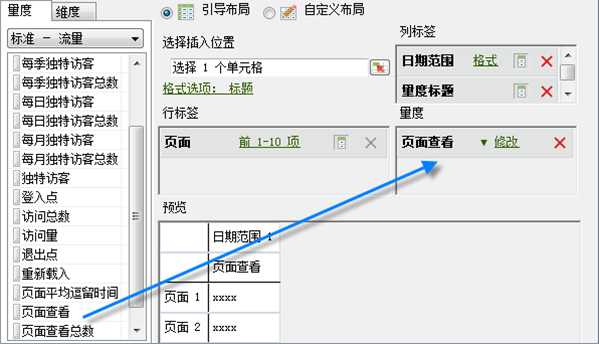 量度
维度
标准 – 流量
每季独特访客
每季独特访客总数
每日独特访客
每日独特访客总数
每月独特访客
每月独特访客总数
独特访客
登入点
访问总数
访问量
退出点
重新载入
页面平均逗留时间
页面查看
页面查看总数
引导布局
自定义布局
选择插入位置
选择 1 个单元格
格式选项: 标题
列标签
日期范围 格式
量度标题
行标签
页面 前 1-10 项
量度
页面查看 ▼ 修改
预览
日期范围 1
页面查看
页面 1 xxxx
页面 2 xxxx